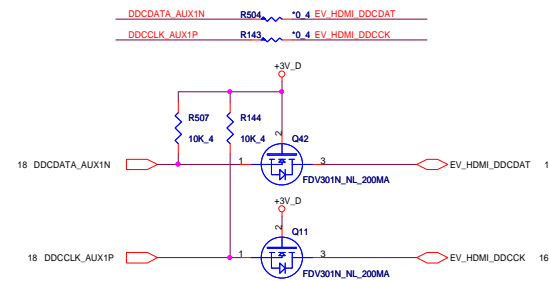 DDCDATA_AUX1N R504 *0_4 EV_HDMI_DDCDAT
DDCCLK_AUX1P R143 *0_4 EV_HDMI_DDCCK
+3V_D
R507 R144 2 Q42
10K_4 10K_4
18 DDCDATA_AUX1N 1 3 EV_HDMI_DDCDAT 1
FDV301N_NL_200MA
+3V_D
2 Q11
18 DDCCLK_AUX1P 1 3 EV_HDMI_DDCCK 16
FDV301N_NL_200MA